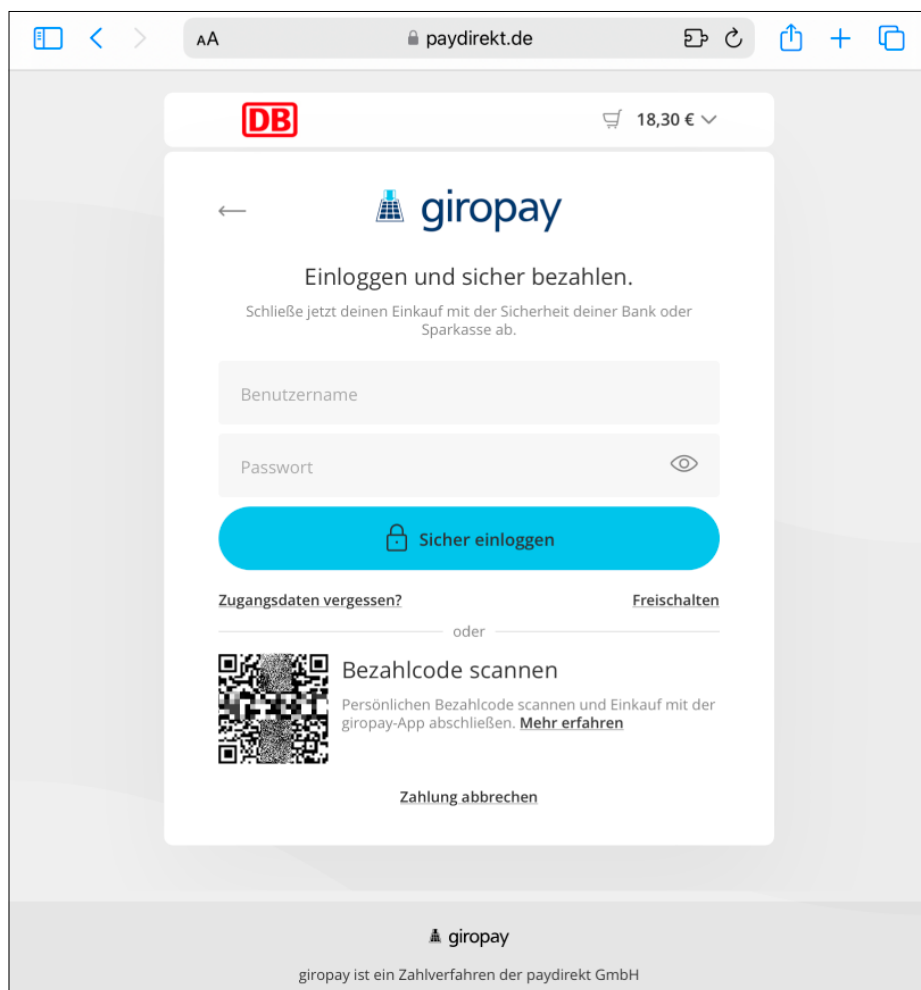 AA
paydirekt.de
DB
18,30 €
giropay
Einloggen und sicher bezahlen.
Schließe jetzt deinen Einkauf mit der Sicherheit deiner Bank oder
Sparkasse ab.
Benutzername
Passwort
Sicher einloggen
Zugangsdaten vergessen? Freischalten
oder
Bezahlcode scannen
Persönlichen Bezahlcode scannen und Einkauf mit der
giropay-App abschließen. Mehr erfahren
Zahlung abbrechen
giropay
giropay ist ein Zahlverfahren der paydirekt GmbH